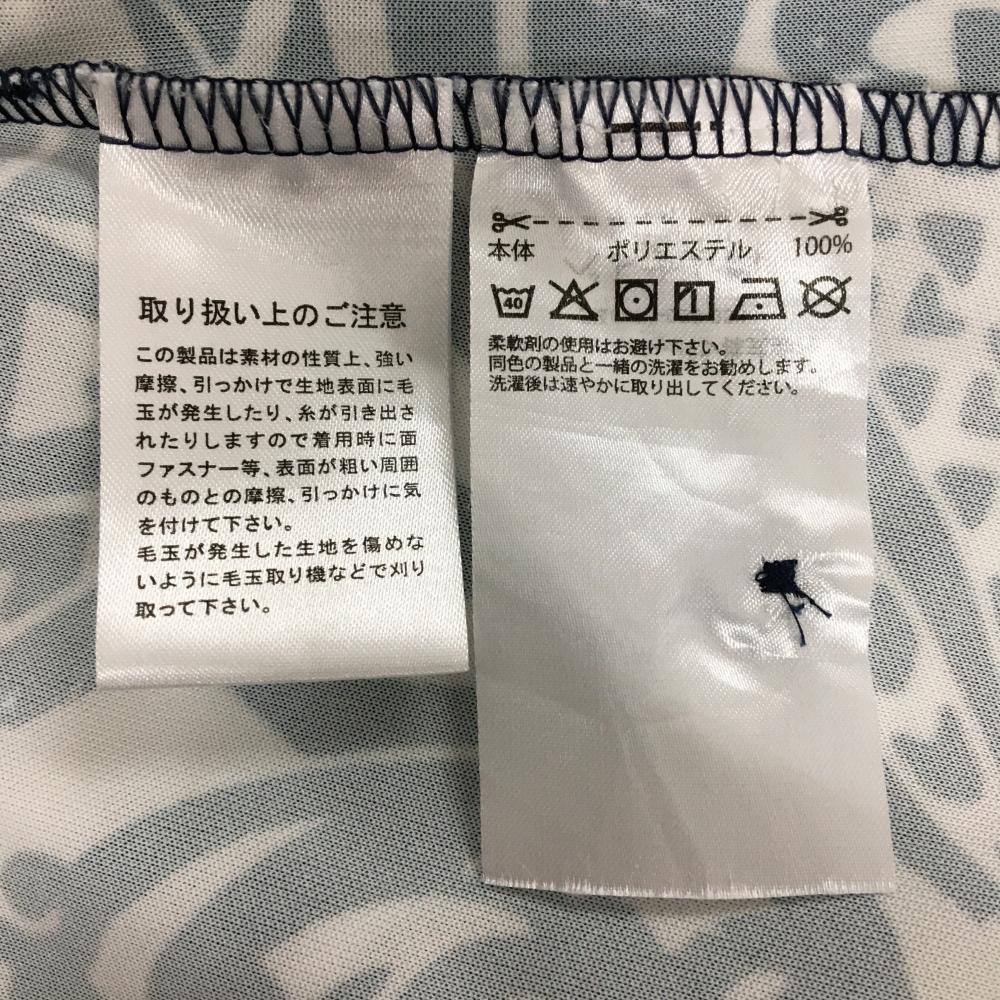 取り扱い上のご注意
この製品は素材の性質上、強い
摩擦、引っかけで生地表面に毛
玉が発生したり、糸が引き出さ
れたりしますので着用時に面
ファスナー等、表面が粗い周囲
のものとの摩擦、引っかけに気
を付けて下さい。
毛玉が発生した生地を傷めな
いように毛玉取り機などで刈り
取って下さい。
本体 ポリエステル 100%
40
柔軟剤の使用はお避け下さい。
同色の製品と一緒の洗濯をお勧めします。
洗濯後は速やかに取り出してください。